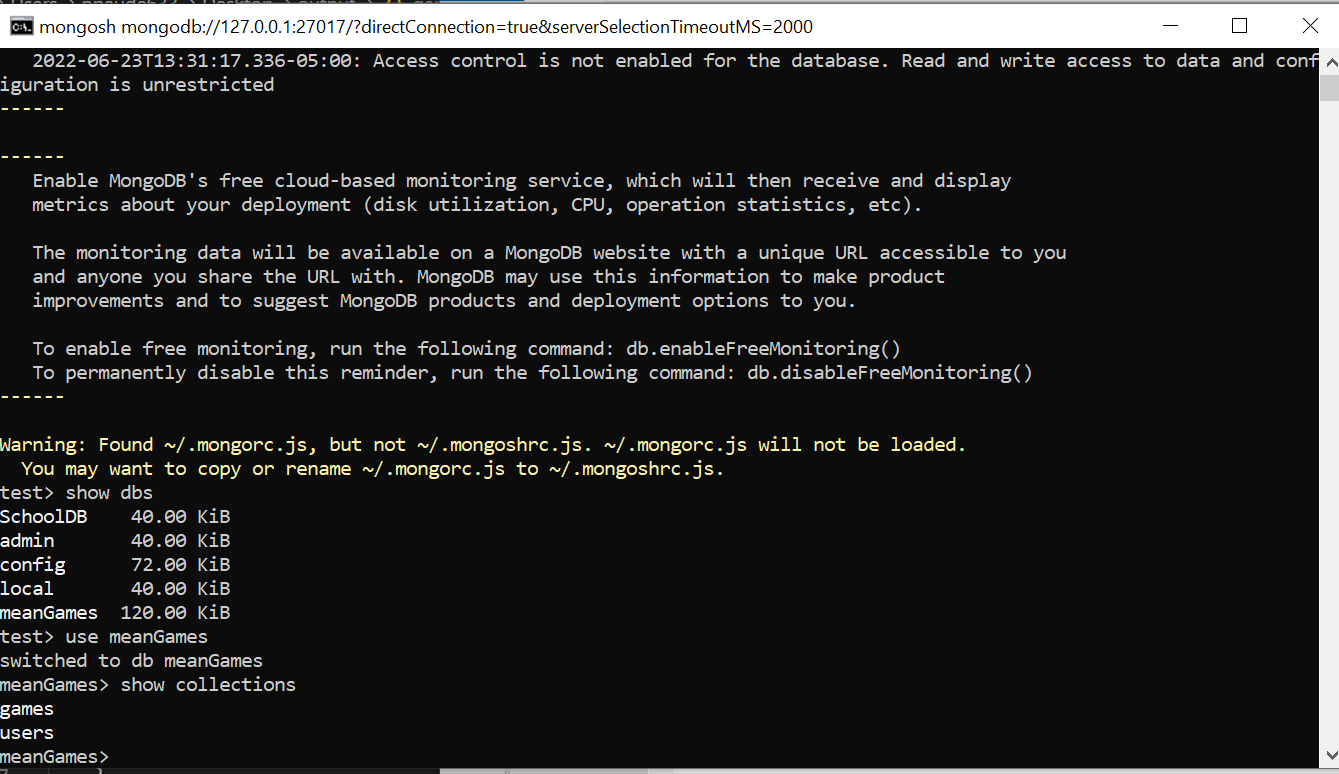 mongosh mongodb://127.0.0.1:27017/?directConnection=true&serverSelectionTimeoutMS=2000
2022-06-23T13:31:17.336-05:00: Access control is not enabled for the database. Read and write access to data and conf
iguration is unrestricted
------
------
Enable MongoDB's free cloud-based monitoring service, which will then receive and display
metrics about your deployment (disk utilization, CPU, operation statistics, etc).
The monitoring data will be available on a MongoDB website with a unique URL accessible to you
and anyone you share the URL with. MongoDB may use this information to make product
improvements and to suggest MongoDB products and deployment options to you.
To enable free monitoring, run the following command: db.enableFreeMonitoring()
To permanently disable this reminder, run the following command: db.disableFreeMonitoring()
------
Warning: Found ~/.mongorc.js, but not ~/.mongoshrc.js. ~/.mongorc.js will not be loaded.
You may want to copy or rename ~/.mongorc.js to ~/.mongoshrc.js.
test> show dbs
SchoolDB 40.00 KiB
admin 40.00 KiB
config 72.00 KiB
local 40.00 KiB
meanGames 120.00 KiB
test> use meanGames
switched to db meanGames
meanGames> show collections
games
users
meanGames>